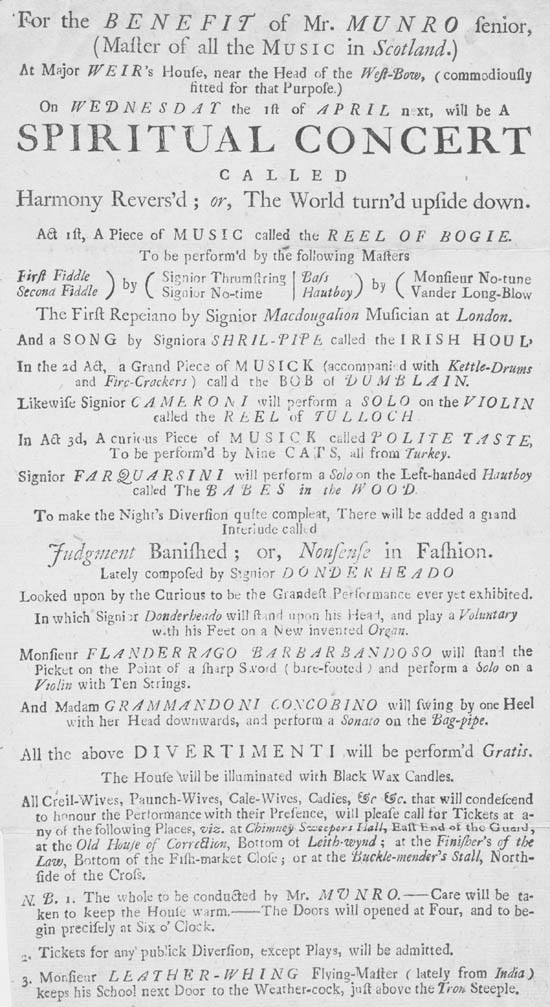 For the BENEFIT of Mr. MUNRO ſenior,
(Maſter of all the MUSIC in Scotland.)
At Major WEIR's Houſe, near the Head of the Weſt-Bow, (commodiouſly
fitted for that Purpoſe.)
On WEDNESDAY the 1ſt of APRIL next, will be A
SPIRITUAL CONCERT
CALLED
Harmony Revers'd; or, The World turn'd upſide down.
Act 1ſt, A Piece of MUSIC called the REEL OF BOGIE.
To be perform'd by the following Maſters
Firſt Fiddle ) by ( Signior Thrumſtring | Baſs ) by ( Monſieur No-tune
Second Fiddle ) by ( Signior No-time | Hautboy ) by ( Vander Long-Blow
The Firſt Repeiano by Signior Macdougalion Muſician at London.
And a SONG by Signiora SHRIL-PIPE called the IRISH HOUL,
In the 2d Act, a Grand Piece of MUSICK (accompanied with Kettle-Drums
and Fire-Crackers) call'd the BOB of DUMBLAIN.
Likewiſe Signior CAMERONI will perform a SOLO on the VIOLIN
called the REEL of TULLOCH
In Act 3d, A curious Piece of MUSICK called POLITE TASTE,
To be perform'd by Nine CATS, all from Turkey.
Signior FARQUARSINI will perform a Solo on the Left-handed Hautboy
called The BABES in the WOOD.
To make the Night's Diverſion quite compleat, There will be added a grand
Interlude called
Judgment Baniſhed; or, Nonſenſe in Faſhion.
Lately compoſed by Signior DONDERHEADO
Looked upon by the Curious to be the Grandeſt Performance ever yet exhibited.
In which Signior Donderheado will ſtand upon his Head, and play a Voluntary
with his Feet on a New invented Organ.
Monſieur FLANDERRAGO BARBARBANDOSO will ſtand the
Picket on the Point of a ſharp Sword (bare-footed) and perform a Solo on a
Violin with Ten Strings.
And Madam GRAMMANDONI CONCOBINO will ſwing by one Heel
with her Head downwards, and perform a Sonato on the Bag-pipe.
All the above DIVERTIMENTI will be perform'd Gratis.
The Houſe will be illuminated with Black Wax Candles.
All Creil-Wives, Paunch-Wives, Cale-Wives, Cadies, &c &c. that will condeſcend
to honour the Performance with their Preſence, will pleaſe call for Tickets at a-
ny of the following Places, viz. at Chimney Sweepers Hall, Eaſt End of the Guard,
at the Old Houſe of Correction, Bottom of Leith-wynd; at the Finiſher's of the
Law, Bottom of the Fiſh-market Cloſe; or at the Buckle-mender's Stall, North-
ſide of the Croſs.
N. B. 1. The whole to be conducted by Mr. MUNRO.——Care will be ta-
ken to keep the Houſe warm.——The Doors will opened at Four, and to be-
gin preciſely at Six o' Clock.
2. Tickets for any publick Diverſion, except Plays, will be admitted.
3. Monſieur LEATHER-WHING Flying-Maſter (lately from India)
keeps his School next Door to the Weather-cock, juſt above the Tron Steeple.